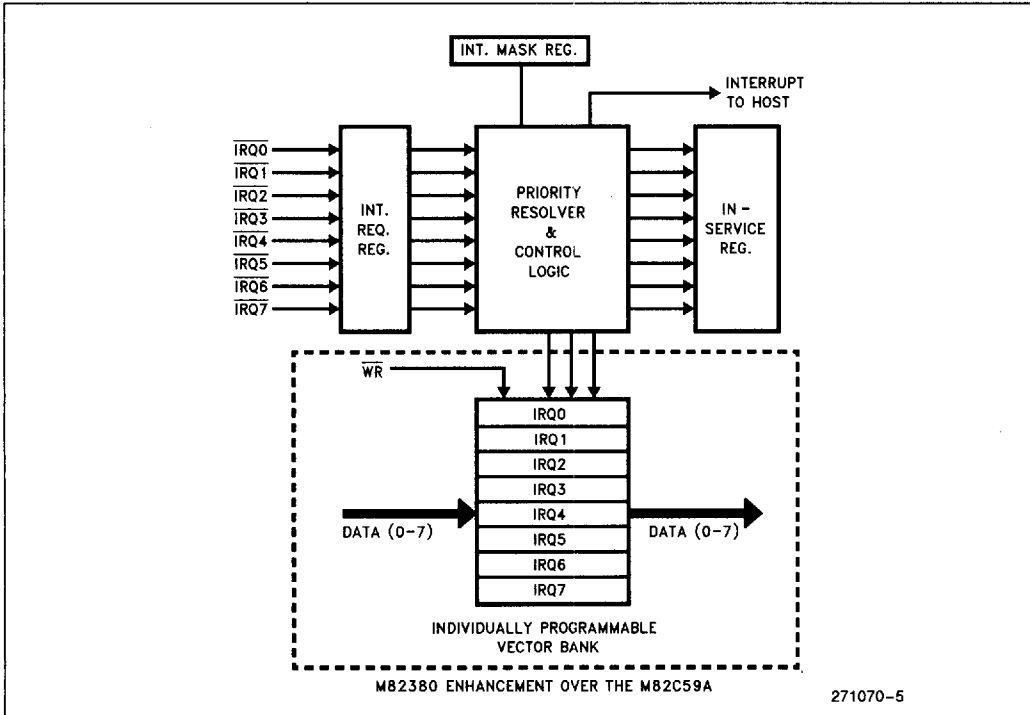 INT. MASK REG.
INTERRUPT
TO HOST
IRQ0
IRQ1
IRQ2
IRQ3
IRQ4
IRQ5
IRQ6
IRQ7
INT.
REQ.
REG.
PRIORITY
RESOLVER
&
CONTROL
LOGIC
IN -
SERVICE
REG.
WR
IRQ0
IRQ1
IRQ2
IRQ3
IRQ4
IRQ5
IRQ6
IRQ7
DATA (0-7)
DATA (0-7)
INDIVIDUALLY PROGRAMMABLE
VECTOR BANK
M82380 ENHANCEMENT OVER THE M82C59A
271070-5